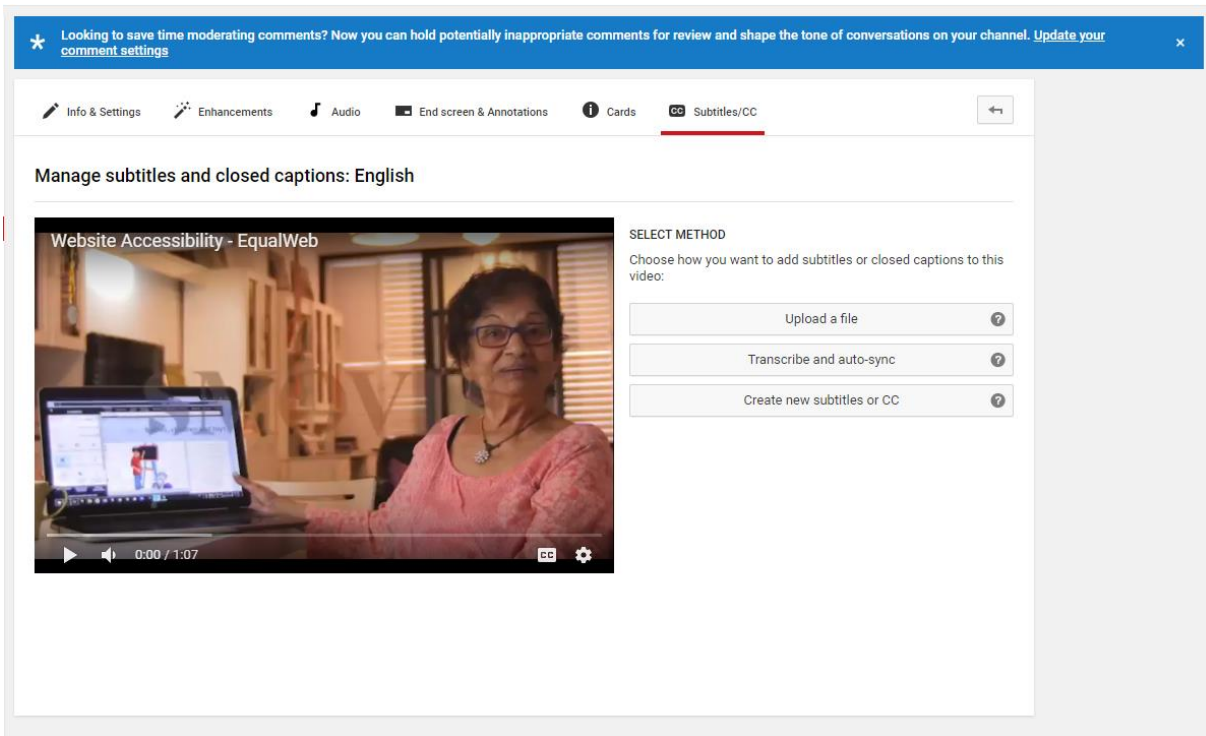 Looking to save time moderating comments? Now you can hold potentially inappropriate comments for review and shape the tone of conversations on your channel. Update your
comment settings
Info & Settings
Enhancements
Audio
End screen & Annotations
Cards
CC
Subtitles/CC
Manage subtitles and closed captions: English
Website Accessibility - EqualWeb
0:00 / 1:07
CC
SELECT METHOD
Choose how you want to add subtitles or closed captions to this
video:
Upload a file
Transcribe and auto-sync
Create new subtitles or CC